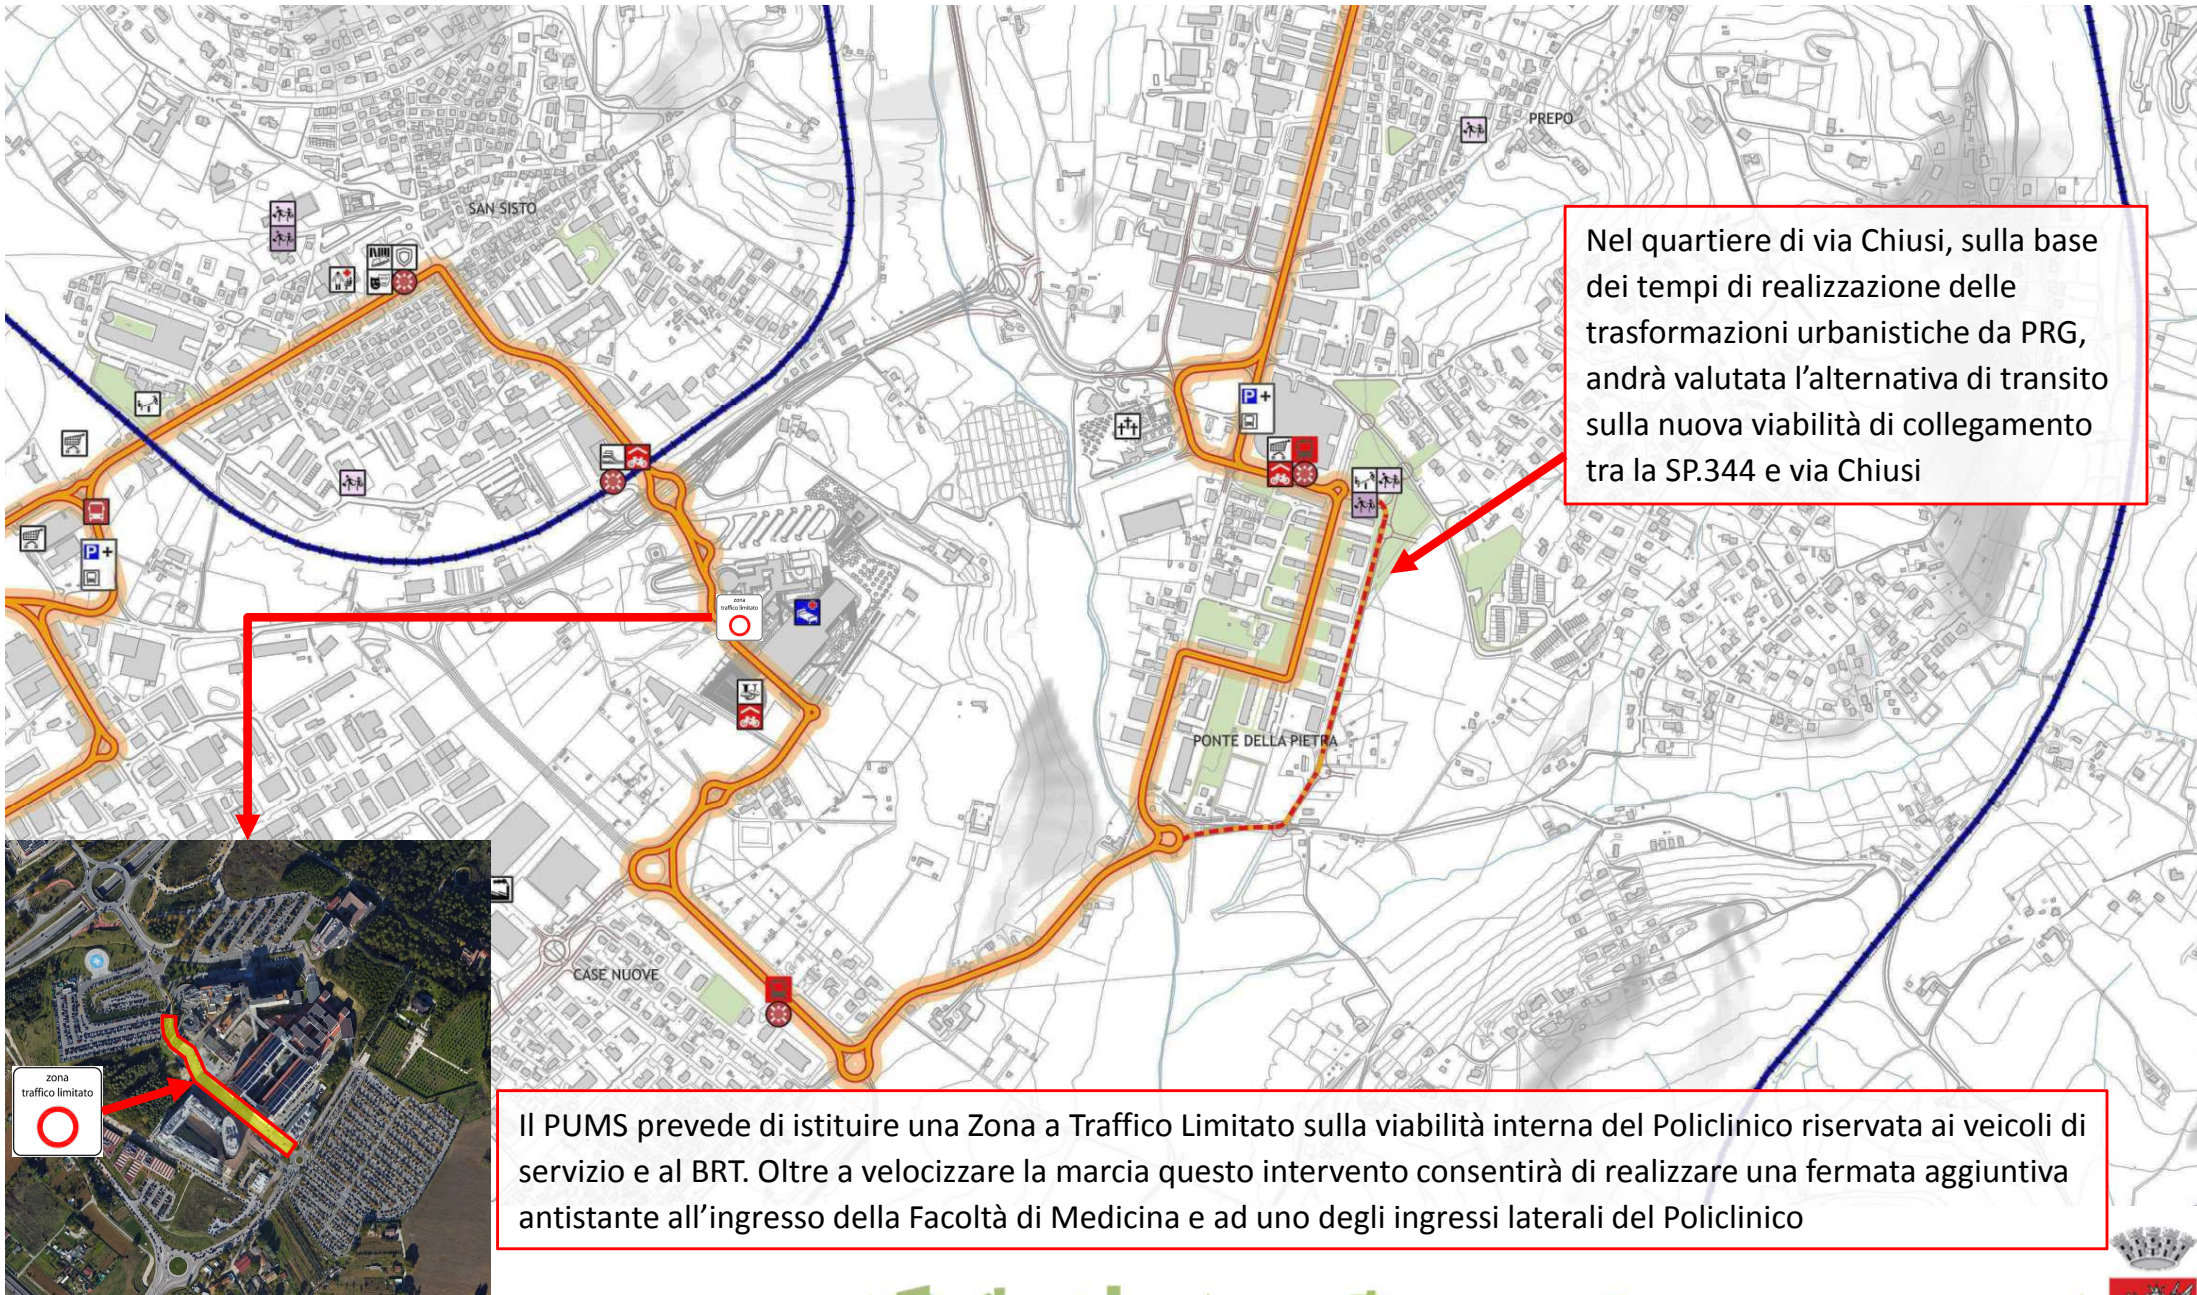 PREPO
SAN SISTO
Nel quartiere di via Chiusi, sulla base
dei tempi di realizzazione delle
trasformazioni urbanistiche da PRG,
andrà valutata l’alternativa di transito
sulla nuova viabilità di collegamento
tra la SP.344 e via Chiusi
P+
P+
zona
traffico limitato
PONTE DELLA PIETRA
CASE NUOVE
zona
traffico limitato
Il PUMS prevede di istituire una Zona a Traffico Limitato sulla viabilità interna del Policlinico riservata ai veicoli di
servizio e al BRT. Oltre a velocizzare la marcia questo intervento consentirà di realizzare una fermata aggiuntiva
antistante all’ingresso della Facoltà di Medicina e ad uno degli ingressi laterali del Policlinico